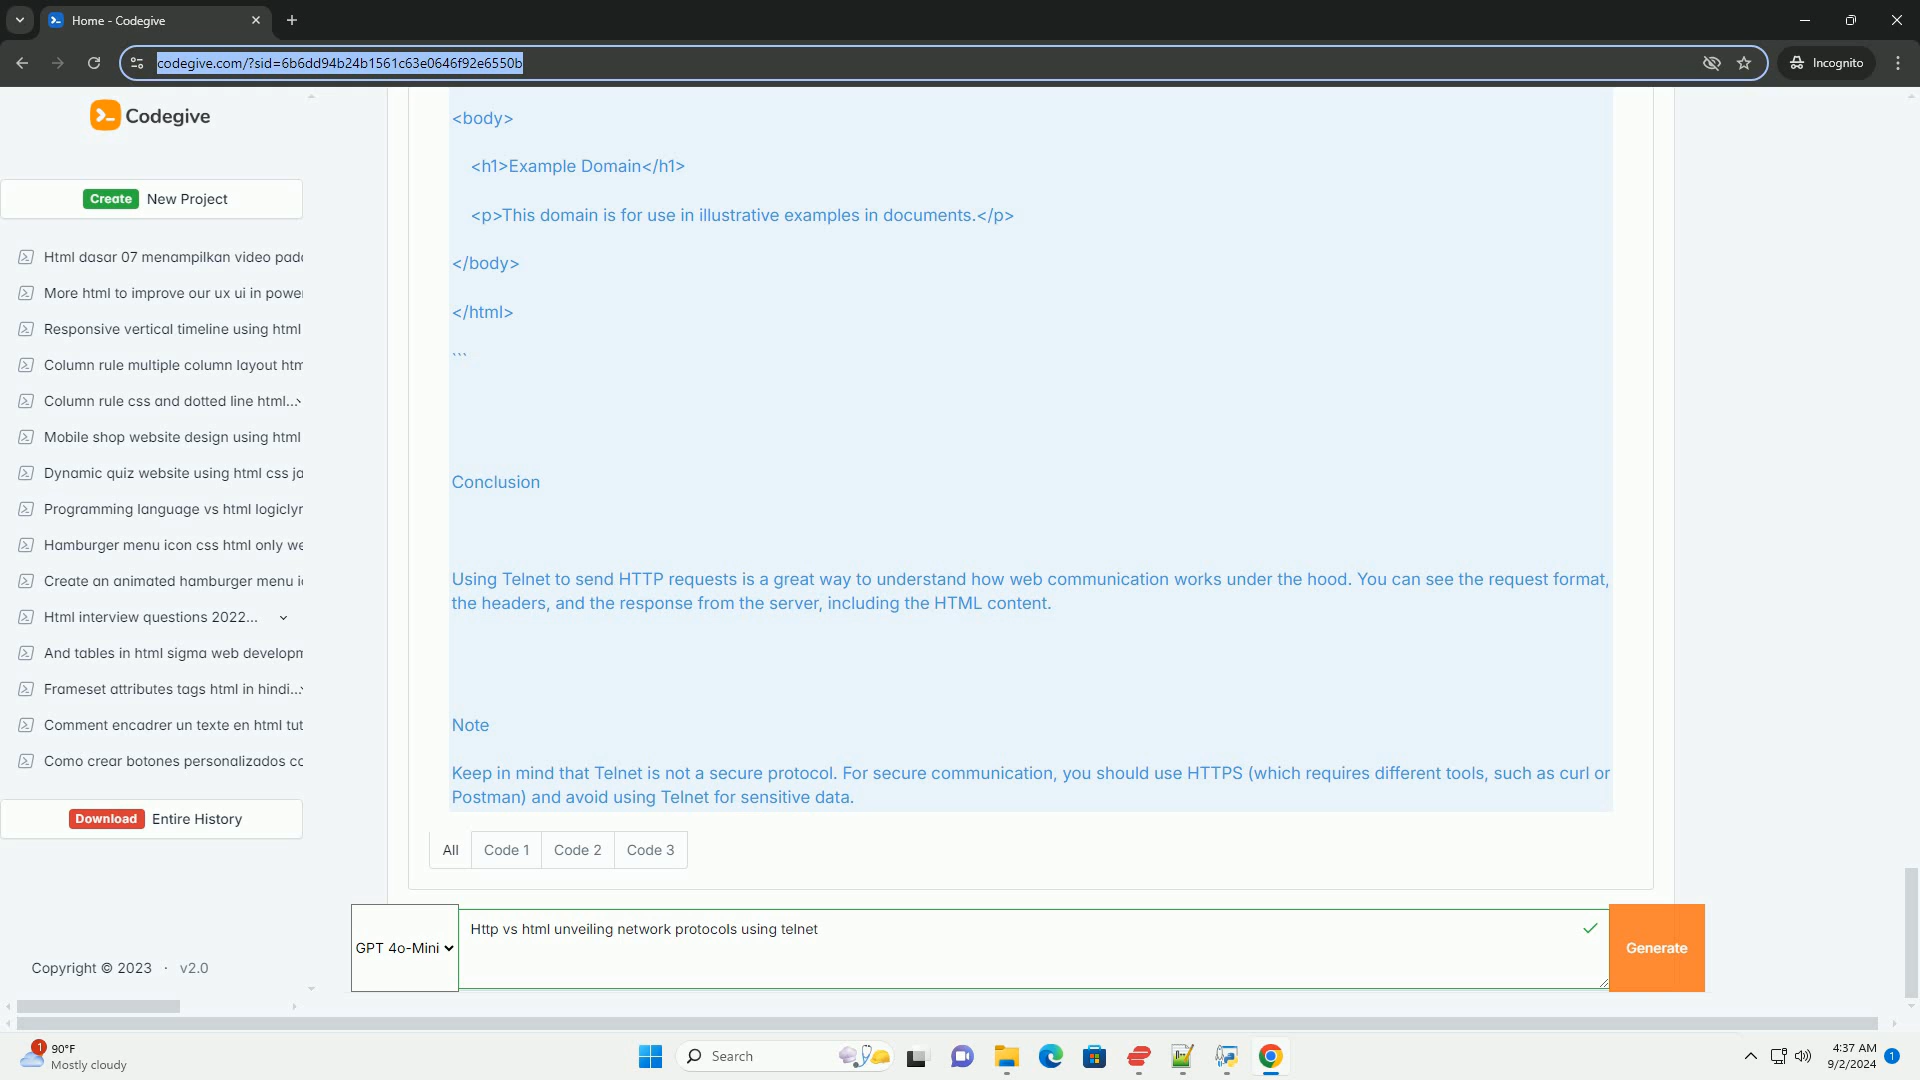 Home - Codegive
codegive.com/?sid=6b6dd94b24b1561c63e0646f92e6550b
Incognito
Codegive
Create New Project
Html dasar 07 menampilkan video pada
More html to improve our ux ui in power
Responsive vertical timeline using html
Column rule multiple column layout htm
Column rule css and dotted line html...
Mobile shop website design using html
Dynamic quiz website using html css ja
Programming language vs html logiclyn
Hamburger menu icon css html only we
Create an animated hamburger menu ic
Html interview questions 2022...
And tables in html sigma web developm
Frameset attributes tags html in hindi...
Comment encadrer un texte en html tut
Como crear botones personalizados co
Download Entire History
Copyright © 2023 · v2.0
<body>
<h1>Example Domain</h1>
<p>This domain is for use in illustrative examples in documents.</p>
</body>
</html>
```
Conclusion
Using Telnet to send HTTP requests is a great way to understand how web communication works under the hood. You can see the request format,
the headers, and the response from the server, including the HTML content.
Note
Keep in mind that Telnet is not a secure protocol. For secure communication, you should use HTTPS (which requires different tools, such as curl or
Postman) and avoid using Telnet for sensitive data.
All Code 1 Code 2 Code 3
GPT 4o-Mini
Http vs html unveiling network protocols using telnet
Generate
1
90°F
Mostly cloudy
Search
4:37 AM
9/2/2024
1